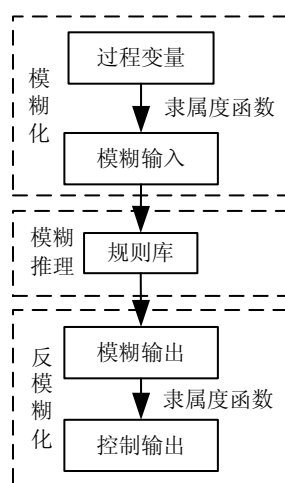 过程变量
模糊化
隶属度函数
模糊输入
模糊
推理
规则库
模糊输出
反模糊化
隶属度函数
控制输出